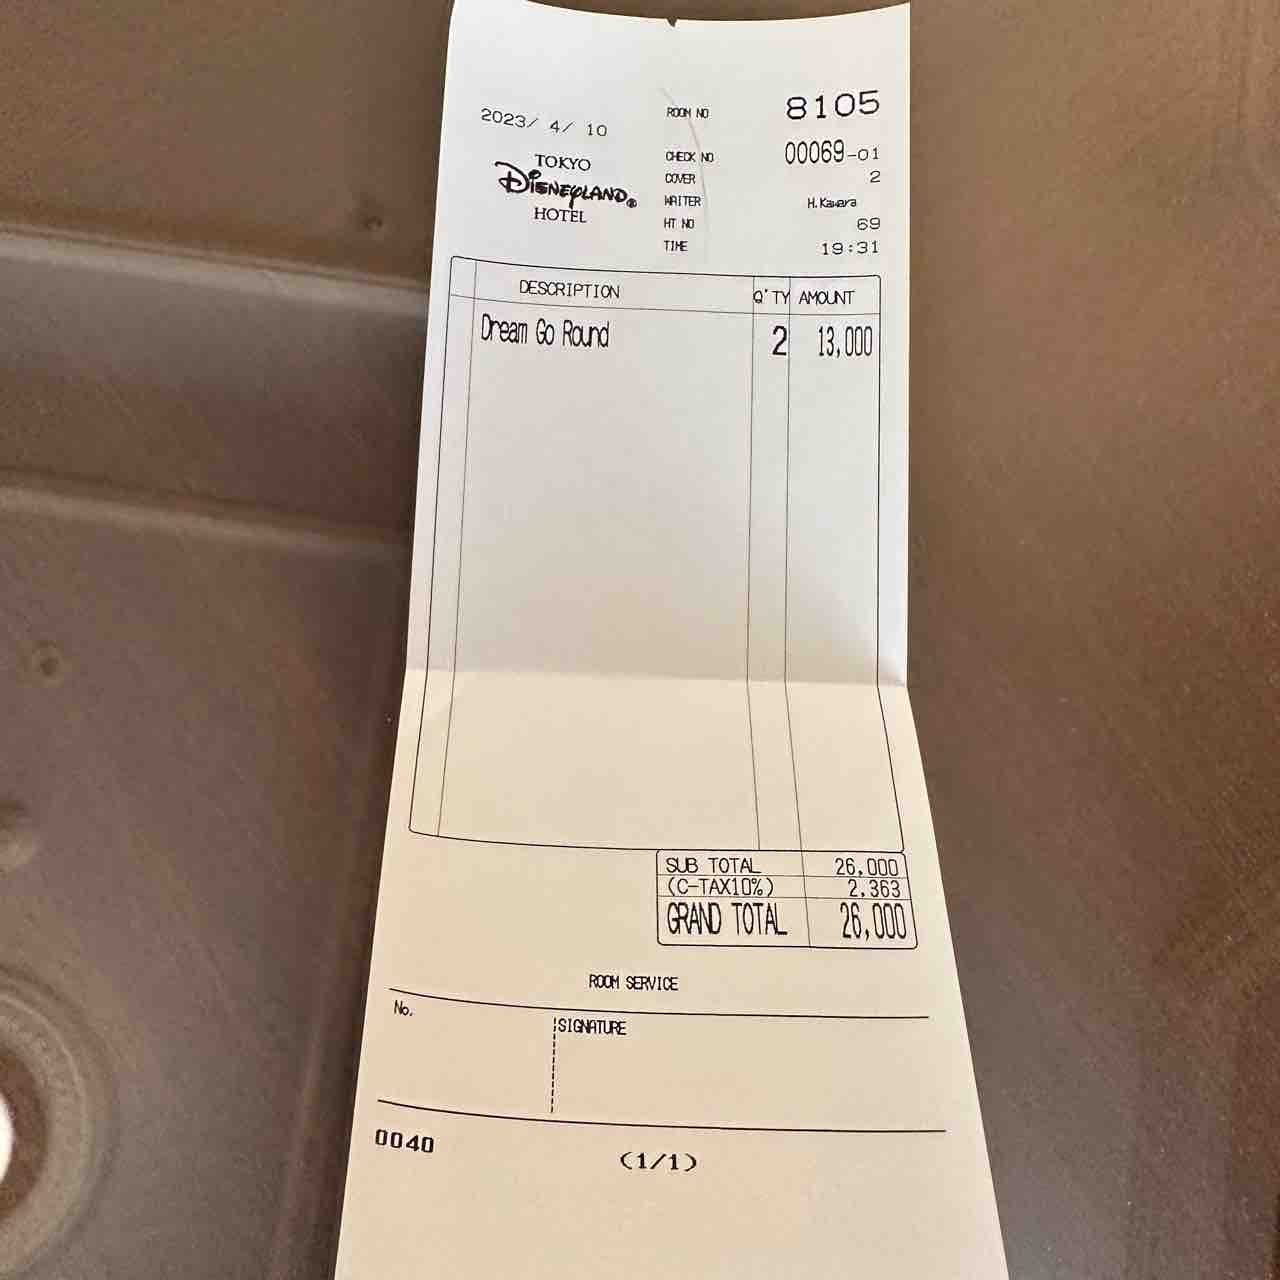 2023/ 4/ 10
TOKYO
Disneyland®
HOTEL
ROOM NO 8105
CHECK NO 00069-01
COVER 2
WAITER H.Kawara
HT NO 69
TIME 19:31
DESCRIPTION Q'TY AMOUNT
Dream Go Round 2 13,000
SUB TOTAL 26,000
(C-TAX10%) 2,363
GRAND TOTAL 26,000
ROOM SERVICE
No. SIGNATURE
0040
(1/1)